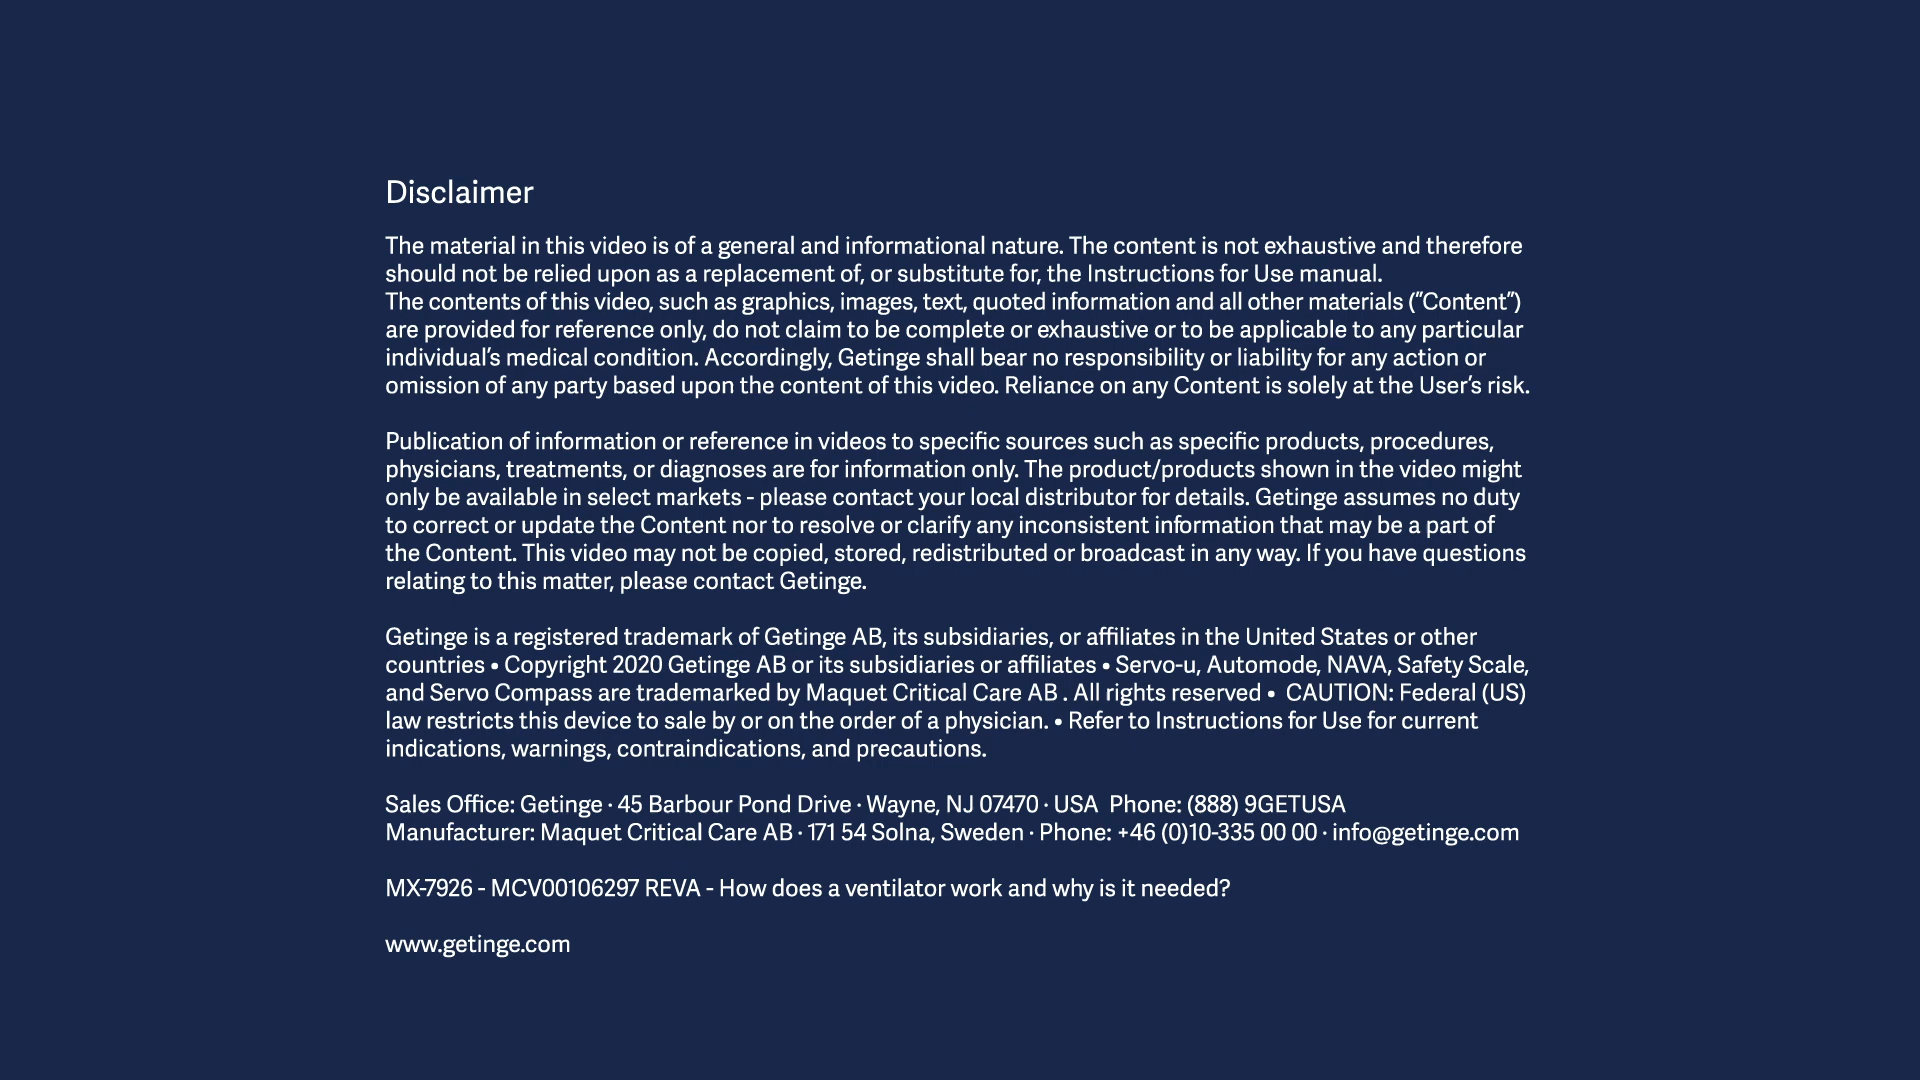 Disclaimer
The material in this video is of a general and informational nature. The content is not exhaustive and therefore
should not be relied upon as a replacement of, or substitute for, the Instructions for Use manual.
The contents of this video, such as graphics, images, text, quoted information and all other materials (”Content”)
are provided for reference only, do not claim to be complete or exhaustive or to be applicable to any particular
individual’s medical condition. Accordingly, Getinge shall bear no responsibility or liability for any action or
omission of any party based upon the content of this video. Reliance on any Content is solely at the User’s risk.
Publication of information or reference in videos to specific sources such as specific products, procedures,
physicians, treatments, or diagnoses are for information only. The product/products shown in the video might
only be available in select markets - please contact your local distributor for details. Getinge assumes no duty
to correct or update the Content nor to resolve or clarify any inconsistent information that may be a part of
the Content. This video may not be copied, stored, redistributed or broadcast in any way. If you have questions
relating to this matter, please contact Getinge.
Getinge is a registered trademark of Getinge AB, its subsidiaries, or affiliates in the United States or other
countries • Copyright 2020 Getinge AB or its subsidiaries or affiliates • Servo-u, Automode, NAVA, Safety Scale,
and Servo Compass are trademarked by Maquet Critical Care AB . All rights reserved •  CAUTION: Federal (US)
law restricts this device to sale by or on the order of a physician. • Refer to Instructions for Use for current
indications, warnings, contraindications, and precautions.
Sales Office: Getinge · 45 Barbour Pond Drive · Wayne, NJ 07470 · USA  Phone: (888) 9GETUSA
Manufacturer: Maquet Critical Care AB · 171 54 Solna, Sweden · Phone: +46 (0)10-335 00 00 · info@getinge.com
MX-7926 - MCV00106297 REVA - How does a ventilator work and why is it needed?
www.getinge.com